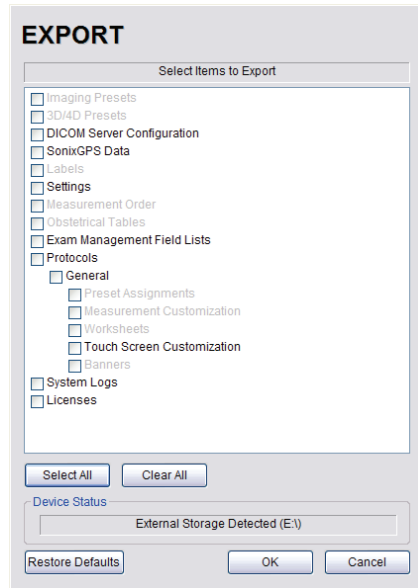 EXPORT
Select Items to Export
Imaging Presets
3D/4D Presets
DICOM Server Configuration
SonixGPS Data
Labels
Settings
Measurement Order
Obstetrical Tables
Exam Management Field Lists
Protocols
General
Preset Assignments
Measurement Customization
Worksheets
Touch Screen Customization
Banners
System Logs
Licenses
Select All Clear All
Device Status
External Storage Detected (E:\)
Restore Defaults OK Cancel